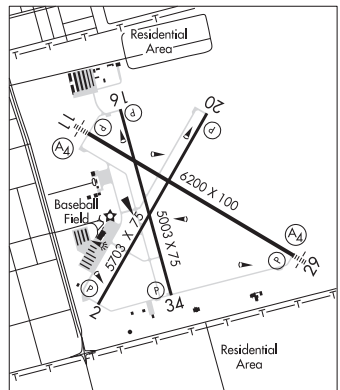 Residential
Area
16
20
P
P
11
P
A4
6200 X 100
Baseball
Field
5703 X 75
5003 X 75
A4
P
29
P
P
2
34
Residential
Area